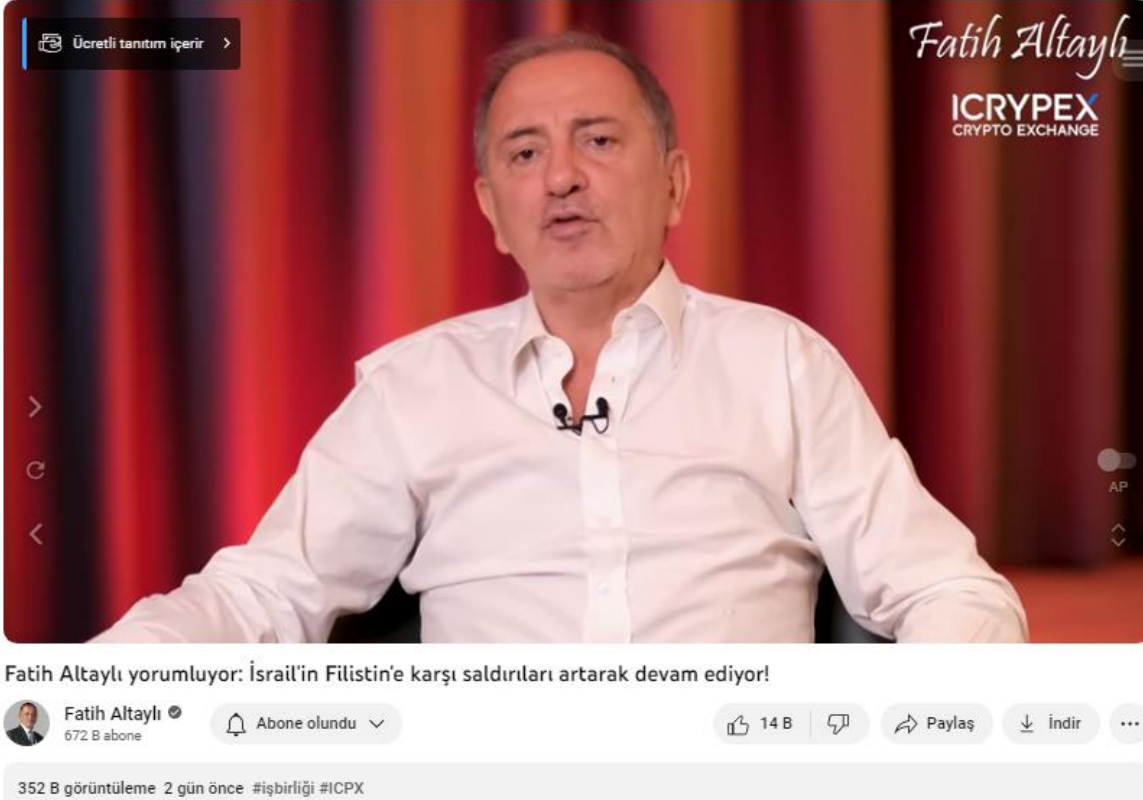 Ücretli tanıtım içerir
Fatih Altaylı
ICRYPEX
CRYPTO EXCHANGE
AP
Fatih Altaylı yorumluyor: İsrail'in Filistin'e karşı saldırıları artarak devam ediyor!
Fatih Altaylı
672 B abone
Abone olundu
14 B
Paylaş
İndir
352 B görüntüleme 2 gün önce #işbirliği #ICPX